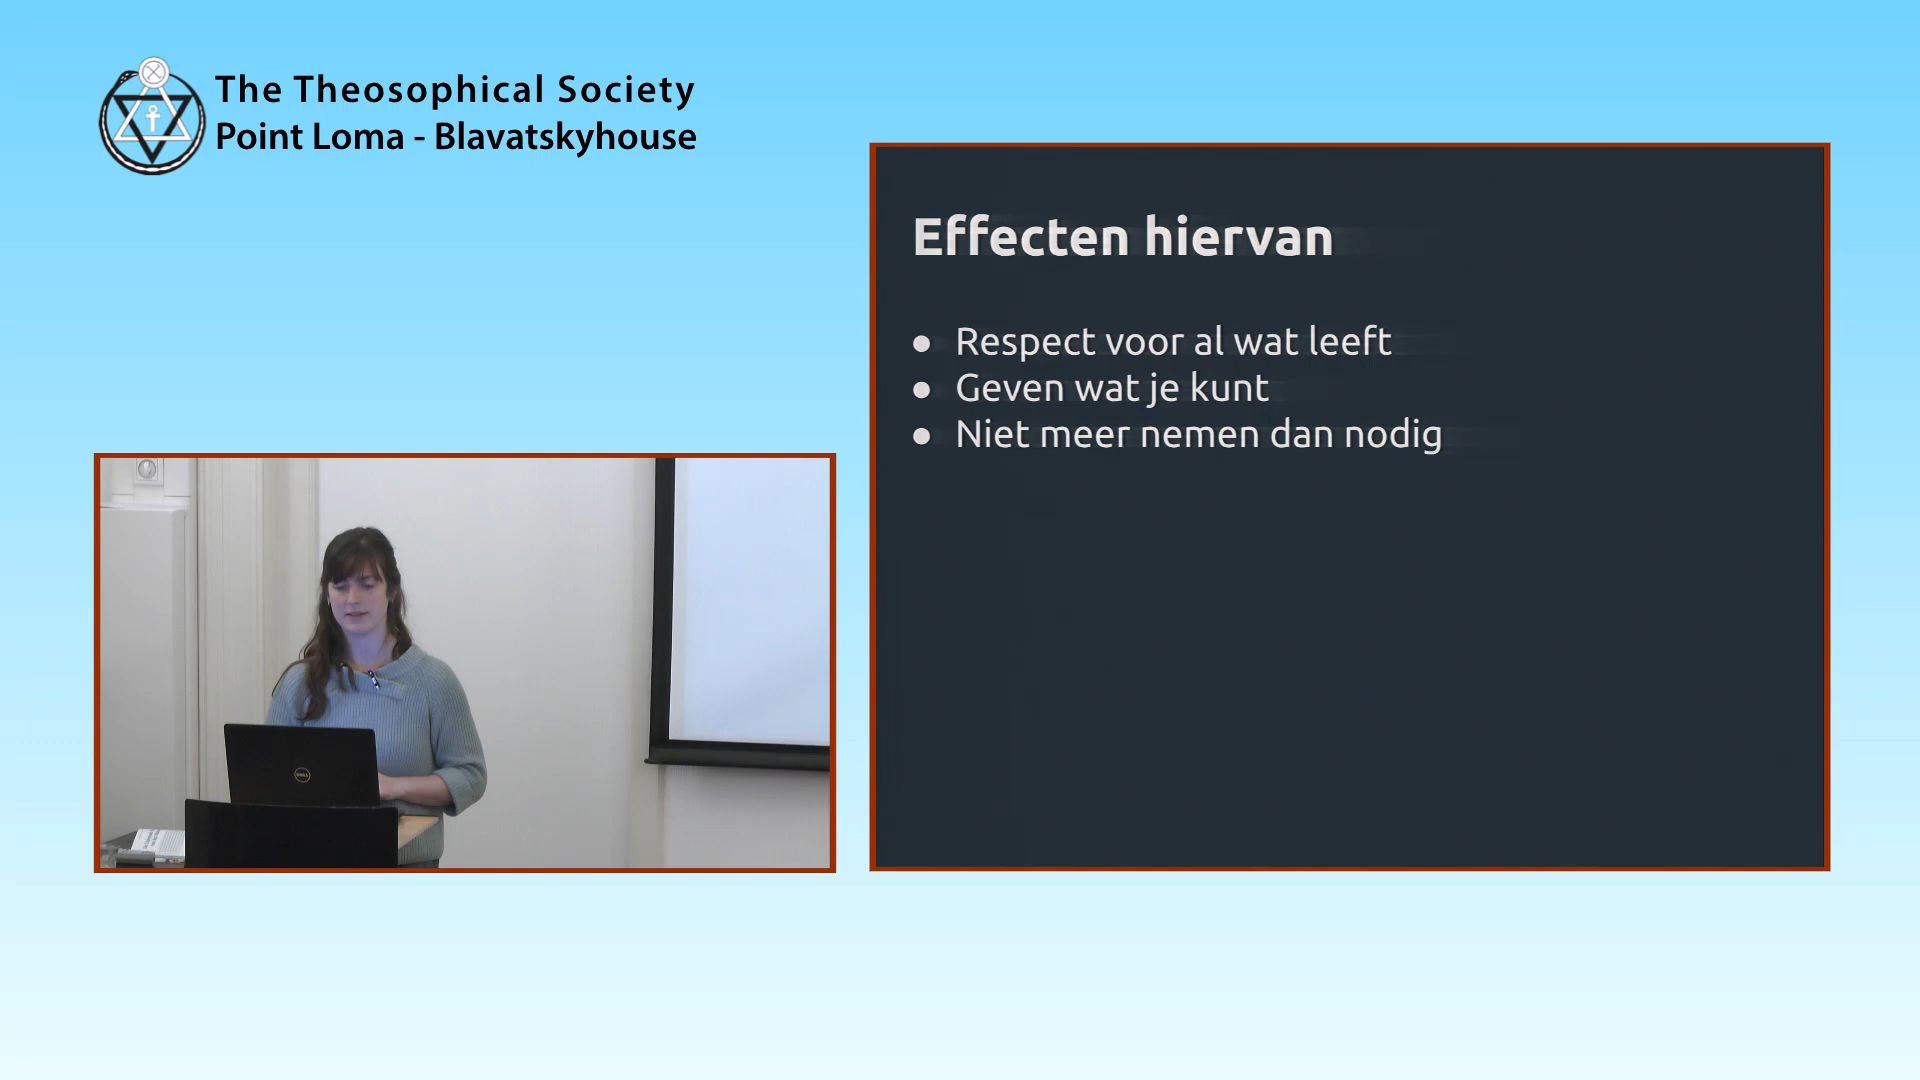 The Theosophical Society
Point Loma - Blavatskyhouse
Effecten hiervan
● Respect voor al wat leeft
● Geven wat je kunt
● Niet meer nemen dan nodig
DELL